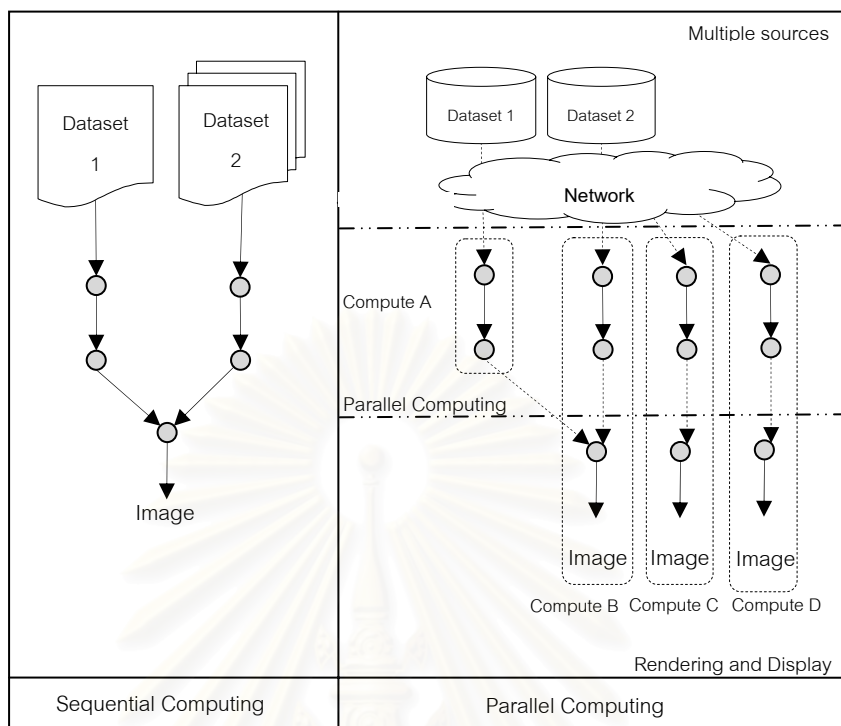 Multiple sources
Dataset
1
Dataset
2
Dataset 1
Dataset 2
Network
Compute A
Parallel Computing
Image
Image
Image
Image
Compute B
Compute C
Compute D
Rendering and Display
Sequential Computing
Parallel Computing